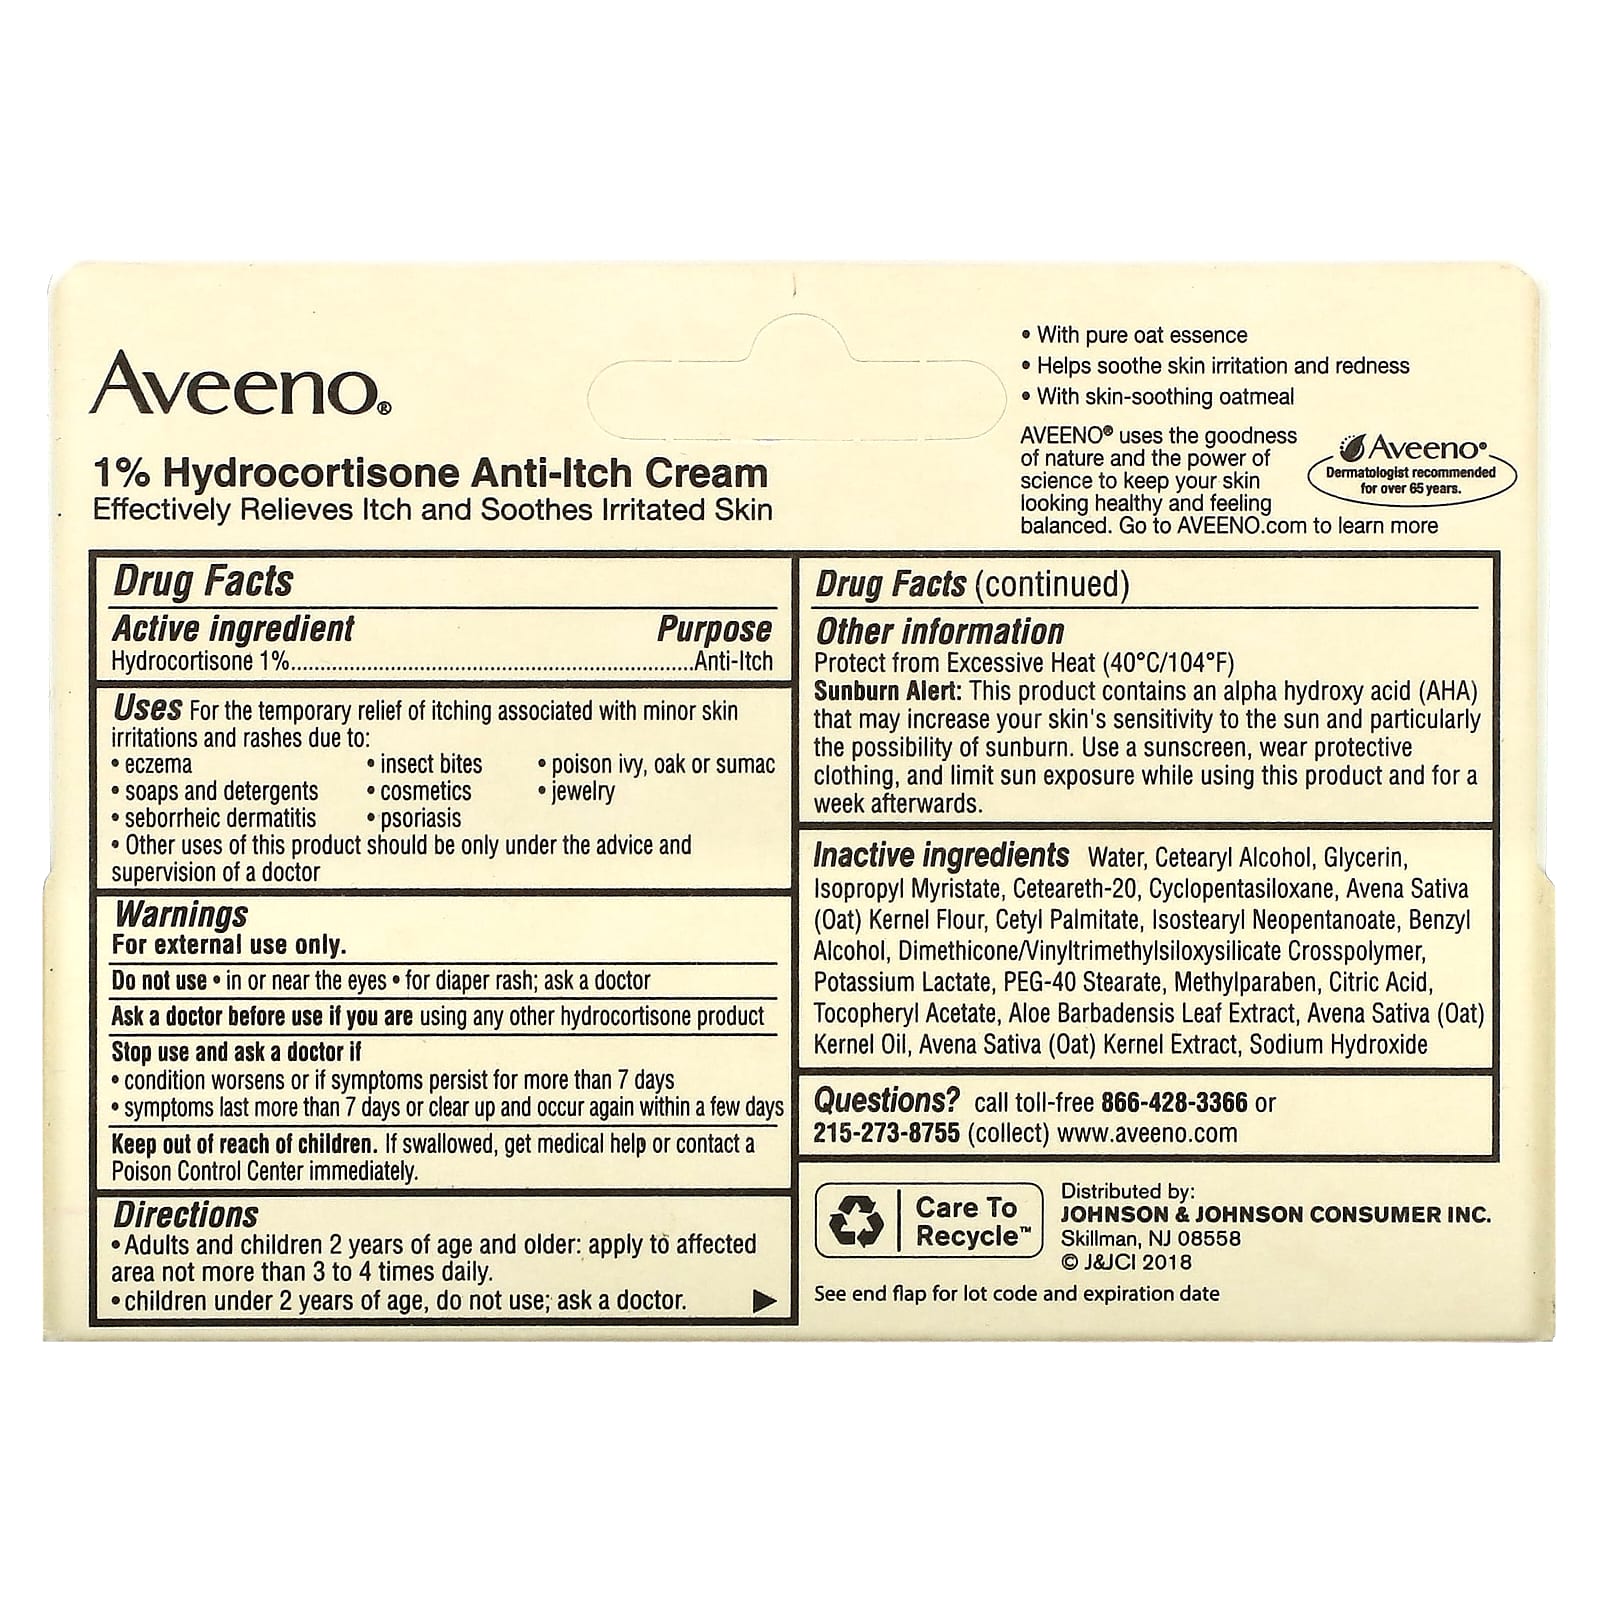 Aveeno®
1% Hydrocortisone Anti-Itch Cream
Effectively Relieves Itch and Soothes Irritated Skin
• With pure oat essence
• Helps soothe skin irritation and redness
• With skin-soothing oatmeal
AVEENO® uses the goodness
of nature and the power of
science to keep your skin
looking healthy and feeling
balanced. Go to AVEENO.com to learn more
Aveeno®
Dermatologist recommended
for over 65 years.
Drug Facts
Active ingredient Purpose
Hydrocortisone 1%..........Anti-Itch
Uses For the temporary relief of itching associated with minor skin
irritations and rashes due to:
• eczema • insect bites • poison ivy, oak or sumac
• soaps and detergents • cosmetics • jewelry
• seborrheic dermatitis • psoriasis
• Other uses of this product should be only under the advice and
supervision of a doctor
Warnings
For external use only.
Do not use • in or near the eyes • for diaper rash; ask a doctor
Ask a doctor before use if you are using any other hydrocortisone product
Stop use and ask a doctor if
• condition worsens or if symptoms persist for more than 7 days
• symptoms last more than 7 days or clear up and occur again within a few days
Keep out of reach of children. If swallowed, get medical help or contact a
Poison Control Center immediately.
Directions
• Adults and children 2 years of age and older: apply to affected
area not more than 3 to 4 times daily.
• children under 2 years of age, do not use; ask a doctor.
Drug Facts (continued)
Other information
Protect from Excessive Heat (40°C/104°F)
Sunburn Alert: This product contains an alpha hydroxy acid (AHA)
that may increase your skin's sensitivity to the sun and particularly
the possibility of sunburn. Use a sunscreen, wear protective
clothing, and limit sun exposure while using this product and for a
week afterwards.
Inactive ingredients Water, Cetearyl Alcohol, Glycerin,
Isopropyl Myristate, Ceteareth-20, Cyclopentasiloxane, Avena Sativa
(Oat) Kernel Flour, Cetyl Palmitate, Isostearyl Neopentanoate, Benzyl
Alcohol, Dimethicone/Vinyltrimethylsiloxysilicate Crosspolymer,
Potassium Lactate, PEG-40 Stearate, Methylparaben, Citric Acid,
Tocopheryl Acetate, Aloe Barbadensis Leaf Extract, Avena Sativa (Oat)
Kernel Oil, Avena Sativa (Oat) Kernel Extract, Sodium Hydroxide
Questions? call toll-free 866-428-3366 or
215-273-8755 (collect) www.aveeno.com
Care To
Recycle™
Distributed by:
JOHNSON & JOHNSON CONSUMER INC.
Skillman, NJ 08558
© J&JCI 2018
See end flap for lot code and expiration date